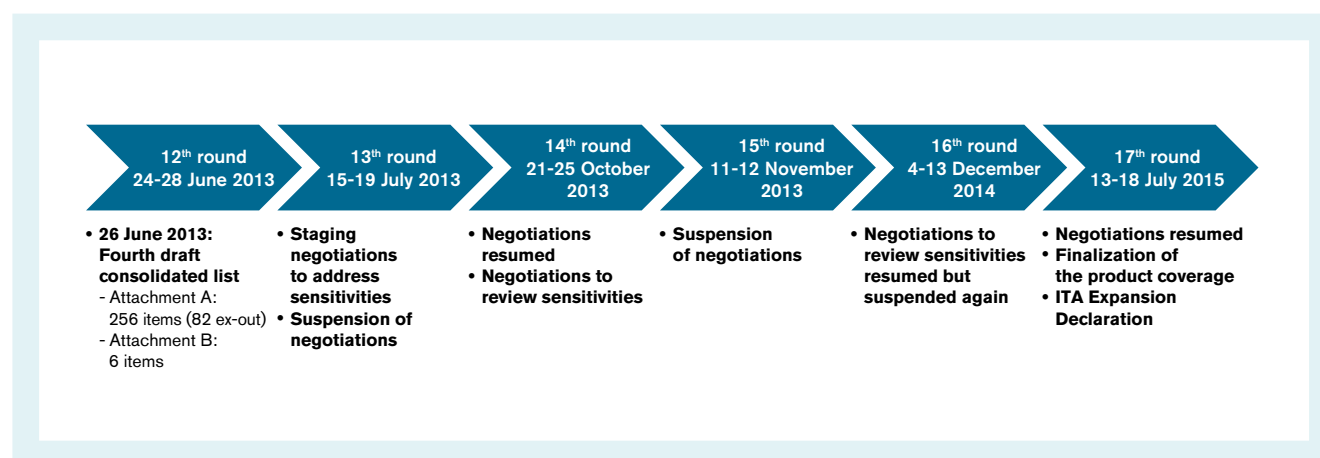 12th round
24-28 June 2013
13th round
15-19 July 2013
14th round
21-25 October
2013
15th round
11-12 November
2013
16th round
4-13 December
2014
17th round
13-18 July 2015
• 26 June 2013:
Fourth draft
consolidated list
- Attachment A:
256 items (82 ex-out)
- Attachment B:
6 items
• Staging
negotiations
to address
sensitivities
• Suspension of
negotiations
• Negotiations
resumed
• Negotiations to
review sensitivities
• Suspension
of negotiations
• Negotiations to
review sensitivities
resumed but
suspended again
• Negotiations resumed
• Finalization of
the product coverage
• ITA Expansion
Declaration